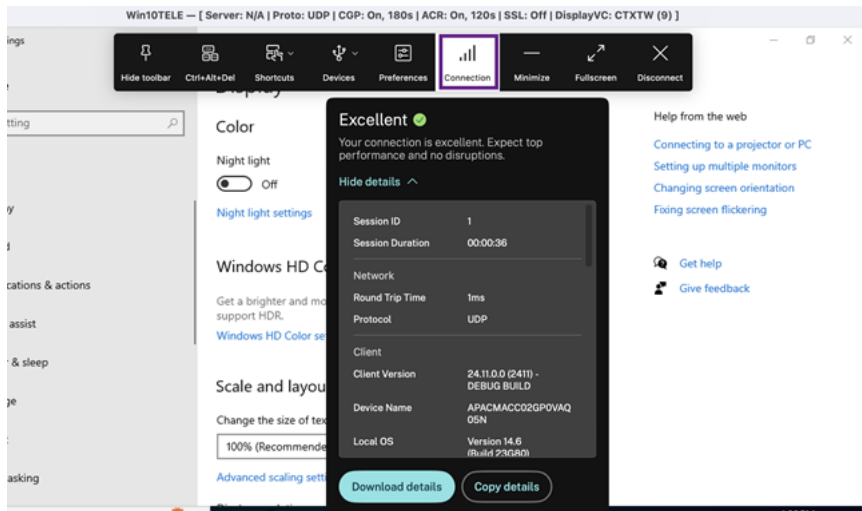 Win10TELE — [ Server: N/A | Proto: UDP | CGP: On, 180s | ACR: On, 120s | SSL: Off | DisplayVC: CTXTW (9) ]
Hide toolbar
Ctrl+Alt+Del
Shortcuts
Devices
Preferences
Connection
Minimize
Fullscreen
Disconnect
ings
tting
cations & actions
assist
& sleep
asking
Color
Night light
Off
Night light settings
Windows HD Co
Get a brighter and mo
support HDR.
Windows HD Color se
Scale and layou
Change the size of tex
100% (Recommende
Advanced scaling setti
Excellent
Your connection is excellent. Expect top
performance and no disruptions.
Hide details
Session ID 1
Session Duration 00:00:36
Network
Round Trip Time 1ms
Protocol UDP
Client
Client Version 24.11.0.0 (2411) -
DEBUG BUILD
Device Name APACMACC02GP0VAQ
05N
Local OS Version 14.6
(Build 23G80)
Download details
Copy details
Help from the web
Connecting to a projector or PC
Setting up multiple monitors
Changing screen orientation
Fixing screen flickering
Get help
Give feedback